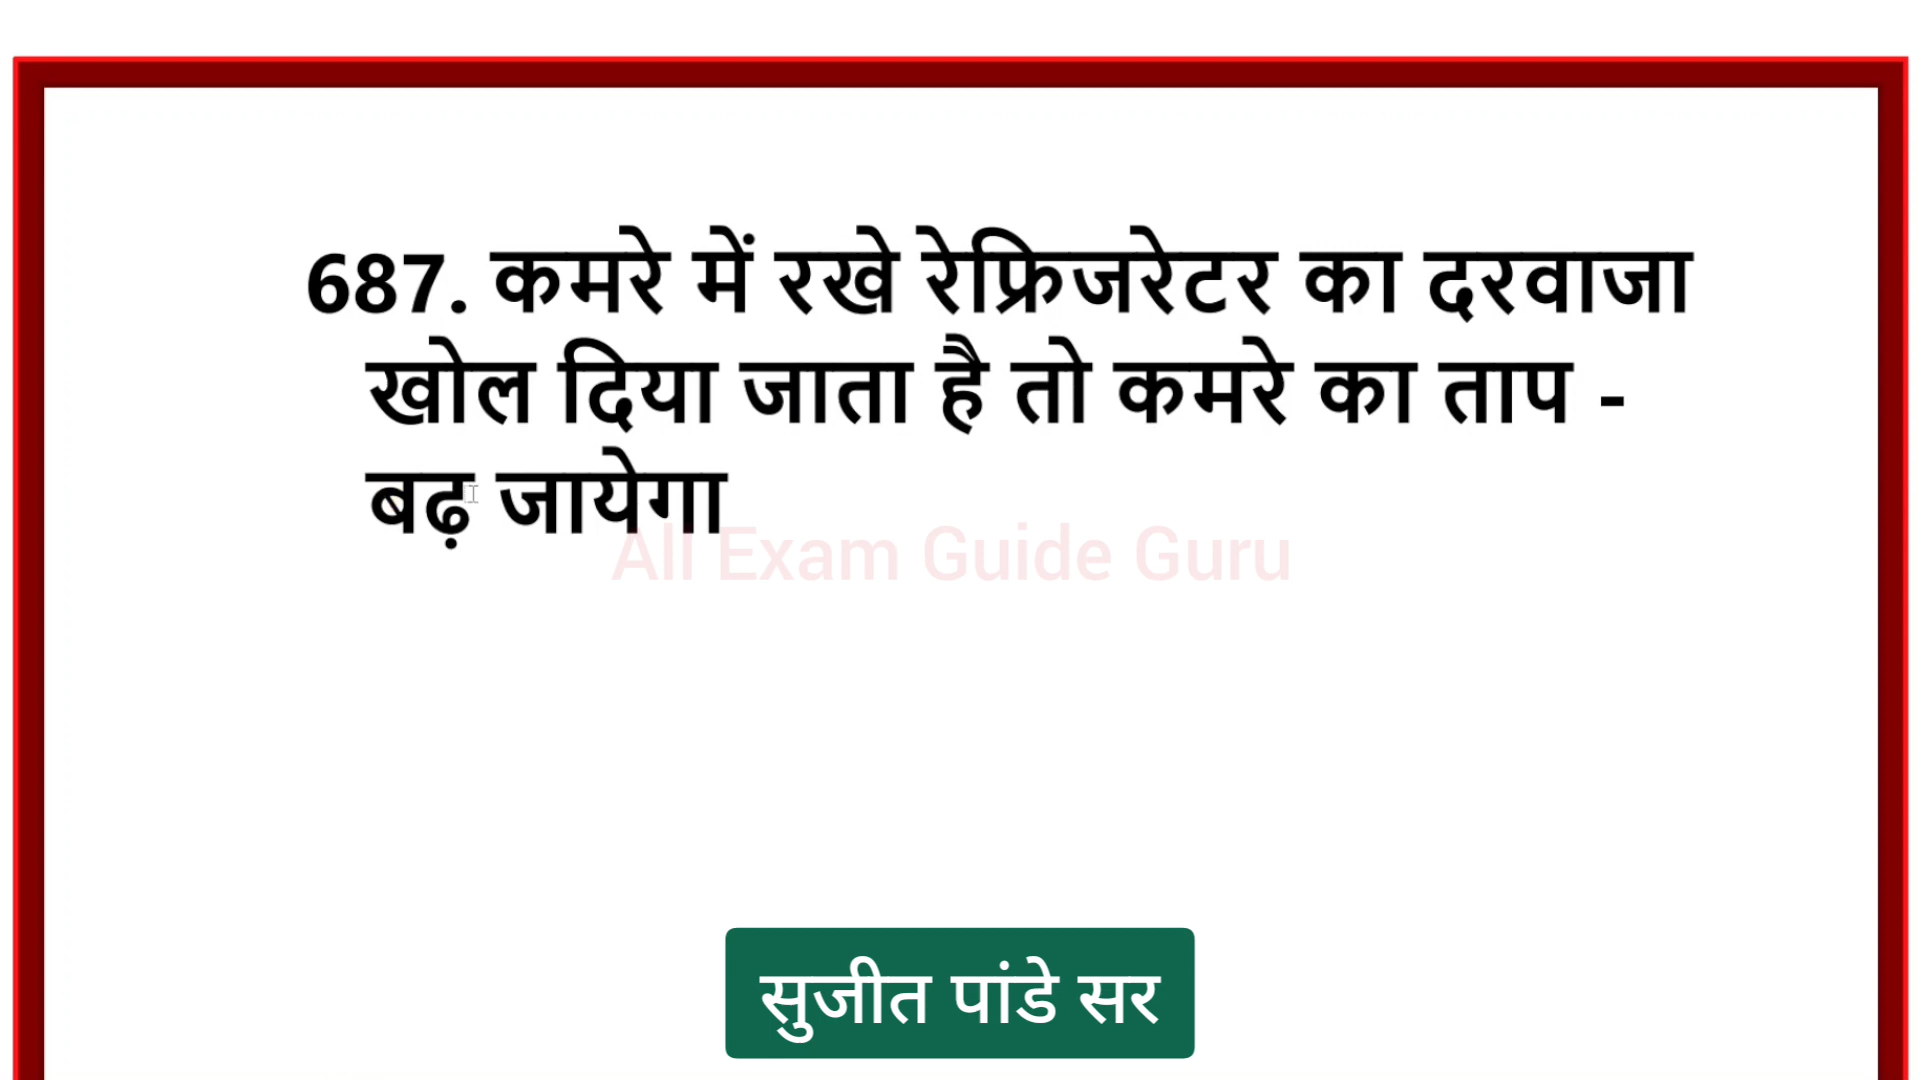 687. कमरे में रखे रेफ्रिजरेटर का दरवाजा
खोल दिया जाता है तो कमरे का ताप -
बढ़ जायेगा
All Exam Guide Guru
सुजीत पांडे सर